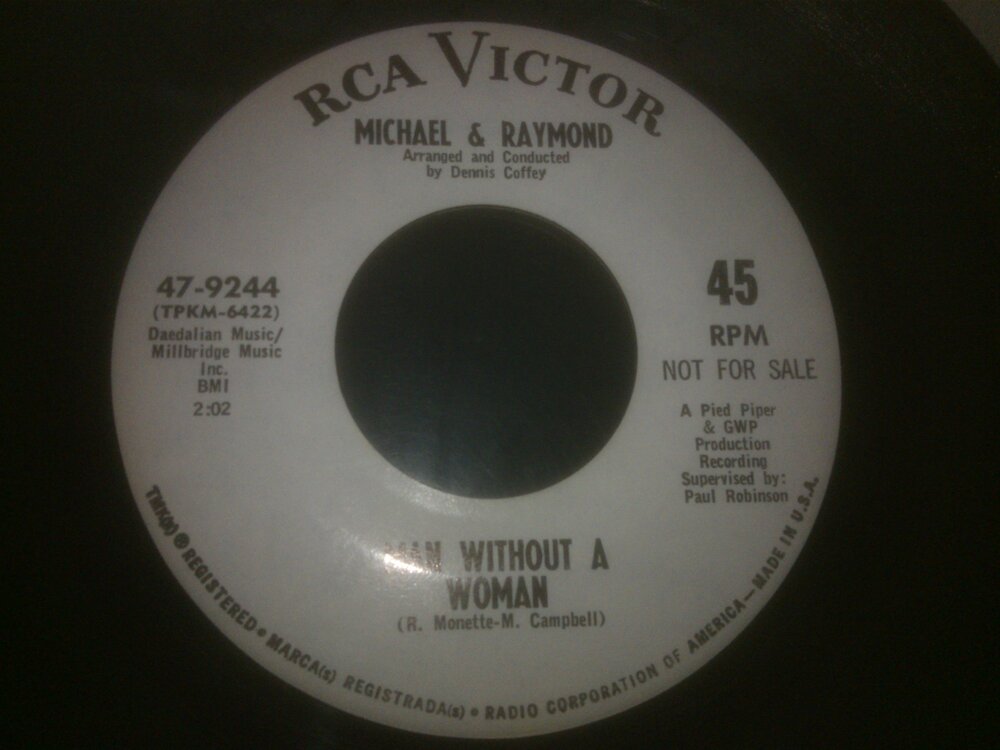 RCA VICTOR
MICHAEL & RAYMOND
Arranged and Conducted
by Dennis Coffey
47-9244
(TPKM-6422)
Daedalian Music/
Millbridge Music
Inc.
BMI
2:02
45
RPM
NOT FOR SALE
A Pied Piper
& GWP
Production
Recording
Supervised by:
Paul Robinson
MAN WITHOUT A
WOMAN
(R. Monette-M. Campbell)
TMK(s) ® REGISTERED • MARCA(s) REGISTRADA(s) • RADIO CORPORATION OF AMERICA—MADE IN U.S.A.